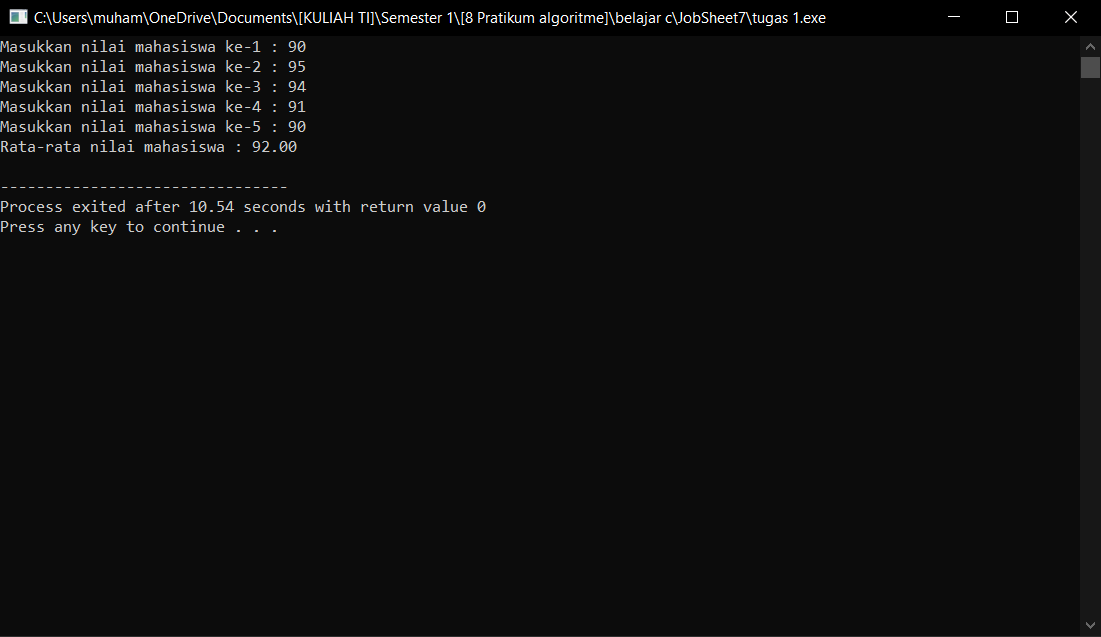 C:\Users\muham\OneDrive\Documents\[KULIAH TI]\Semester 1\[8 Pratikum algoritme]\belajar c\JobSheet7\tugas 1.exe
Masukkan nilai mahasiswa ke-1 : 90
Masukkan nilai mahasiswa ke-2 : 95
Masukkan nilai mahasiswa ke-3 : 94
Masukkan nilai mahasiswa ke-4 : 91
Masukkan nilai mahasiswa ke-5 : 90
Rata-rata nilai mahasiswa : 92.00
--------------------------------
Process exited after 10.54 seconds with return value 0
Press any key to continue . . .